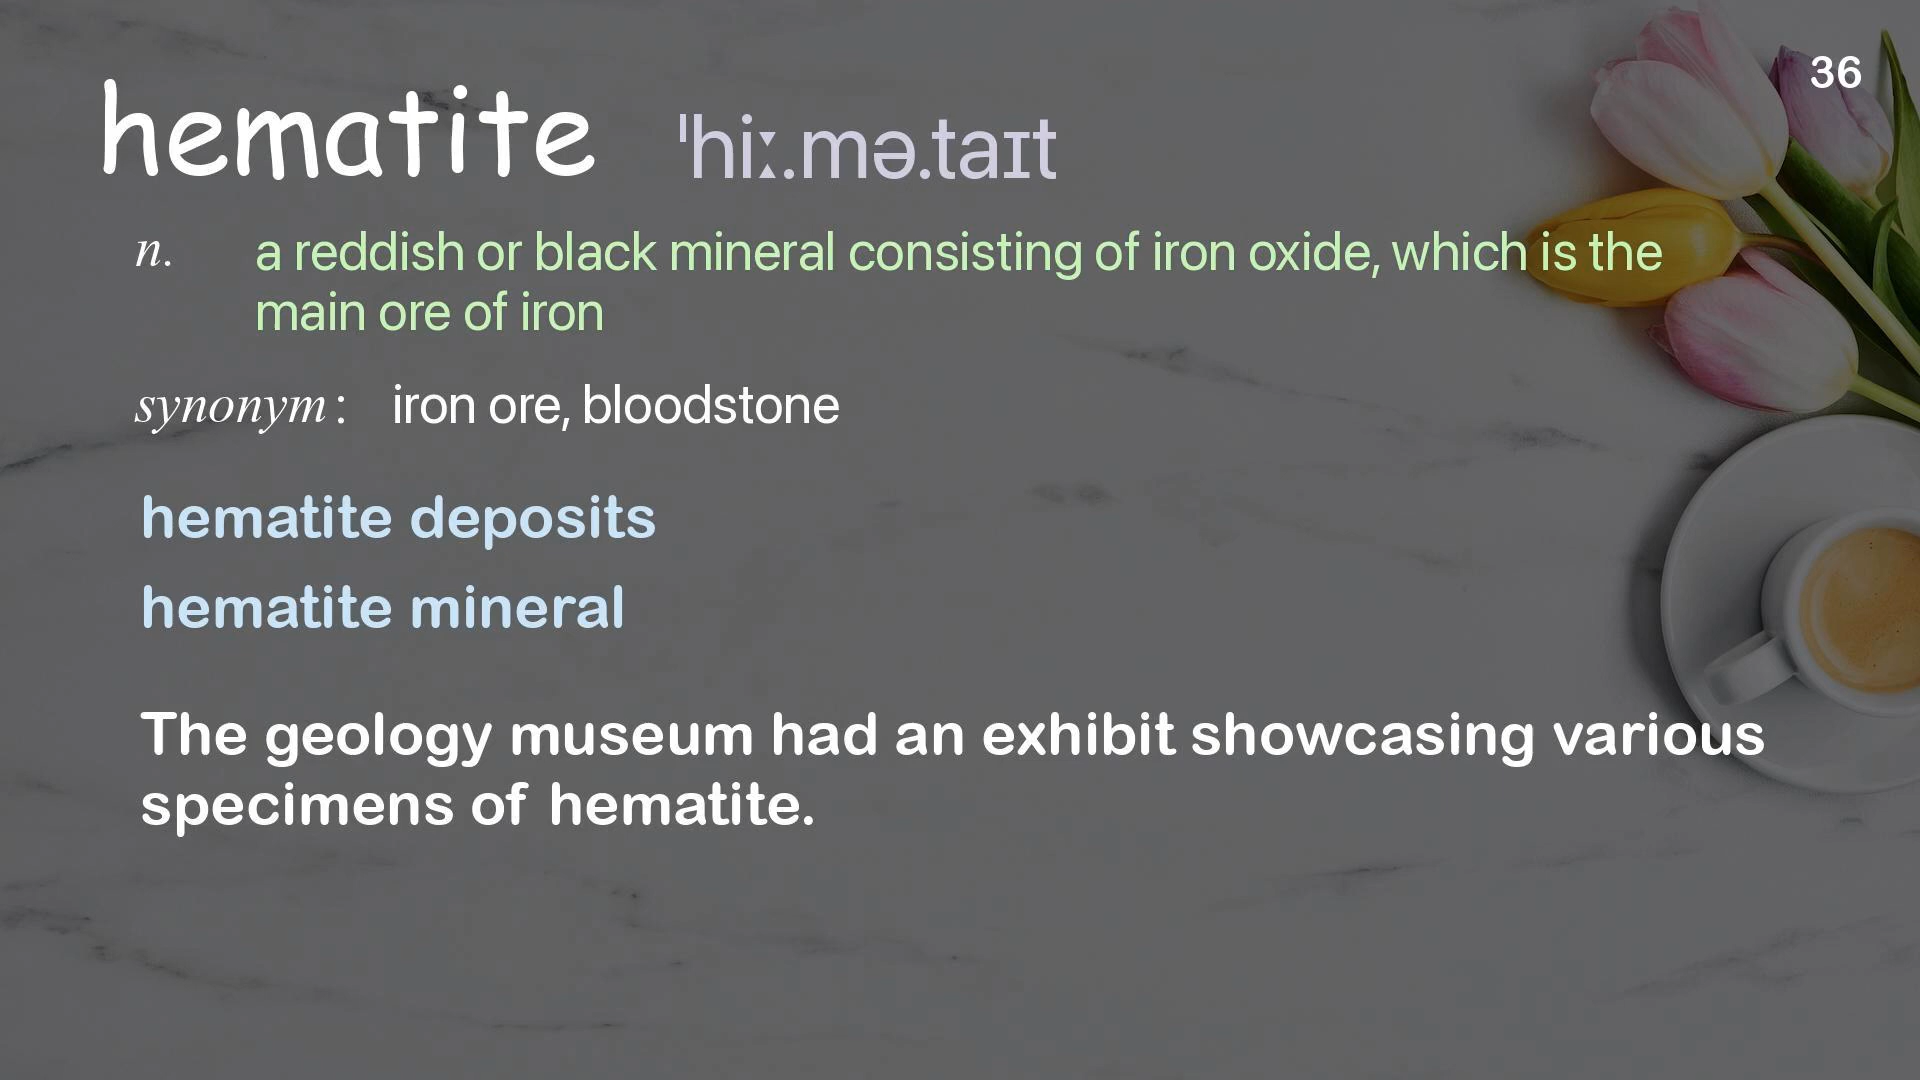 36
hematite ˈhiː.mə.taɪt
n. a reddish or black mineral consisting of iron oxide, which is the
main ore of iron
synonym: iron ore, bloodstone
hematite deposits
hematite mineral
The geology museum had an exhibit showcasing various
specimens of hematite.